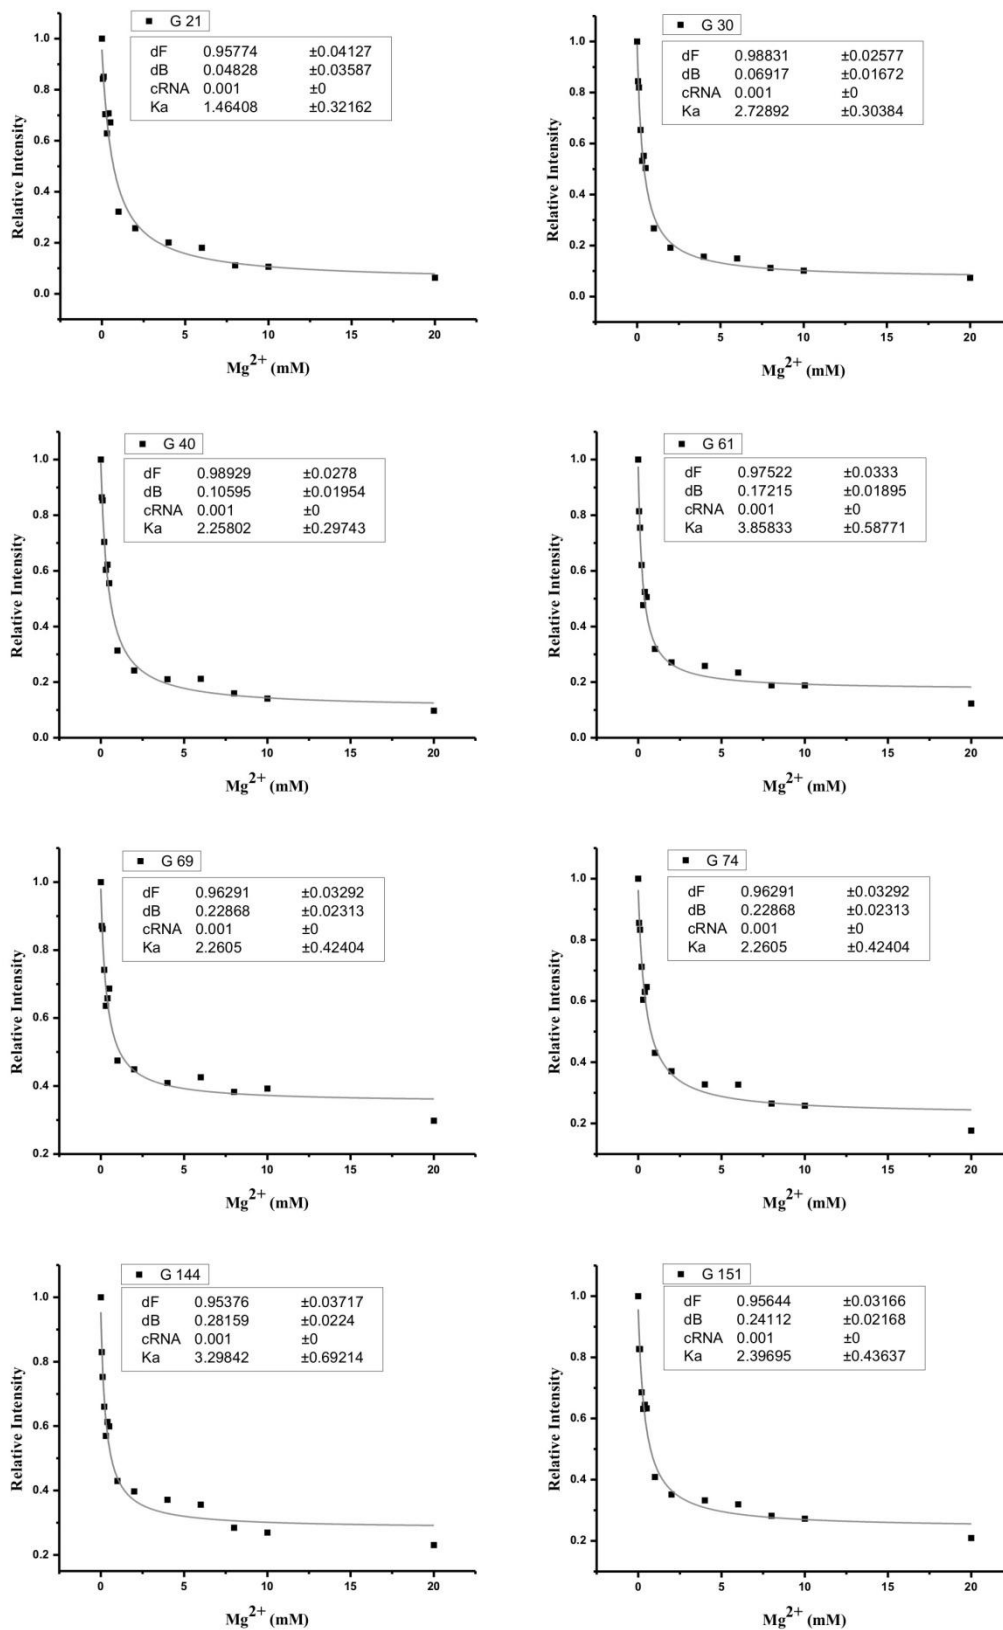 G 21
dF 0.95774 ±0.04127
dB 0.04828 ±0.03587
cRNA 0.001 ±0
Ka 1.46408 ±0.32162
Relative Intensity
1.0
0.8
0.6
0.4
0.2
0.0
0 5 10 15 20
Mg2+ (mM)
G 30
dF 0.98831 ±0.02577
dB 0.06917 ±0.01672
cRNA 0.001 ±0
Ka 2.72892 ±0.30384
Relative Intensity
1.0
0.8
0.6
0.4
0.2
0.0
0 5 10 15 20
Mg2+ (mM)
G 40
dF 0.98929 ±0.0278
dB 0.10595 ±0.01954
cRNA 0.001 ±0
Ka 2.25802 ±0.29743
Relative Intensity
1.0
0.8
0.6
0.4
0.2
0.0
0 5 10 15 20
Mg2+ (mM)
G 61
dF 0.97522 ±0.0333
dB 0.17215 ±0.01895
cRNA 0.001 ±0
Ka 3.85833 ±0.58771
Relative Intensity
1.0
0.8
0.6
0.4
0.2
0.0
0 5 10 15 20
Mg2+ (mM)
G 69
dF 0.96291 ±0.03292
dB 0.22868 ±0.02313
cRNA 0.001 ±0
Ka 2.2605 ±0.42404
Relative Intensity
1.0
0.8
0.6
0.4
0.2
0 5 10 15 20
Mg2+ (mM)
G 74
dF 0.96291 ±0.03292
dB 0.22868 ±0.02313
cRNA 0.001 ±0
Ka 2.2605 ±0.42404
Relative Intensity
1.0
0.8
0.6
0.4
0.2
0 5 10 15 20
Mg2+ (mM)
G 144
dF 0.95376 ±0.03717
dB 0.28159 ±0.0224
cRNA 0.001 ±0
Ka 3.29842 ±0.69214
Relative Intensity
1.0
0.8
0.6
0.4
0.2
0 5 10 15 20
Mg2+ (mM)
G 151
dF 0.95644 ±0.03166
dB 0.24112 ±0.02168
cRNA 0.001 ±0
Ka 2.39695 ±0.43637
Relative Intensity
1.0
0.8
0.6
0.4
0.2
0 5 10 15 20
Mg2+ (mM)